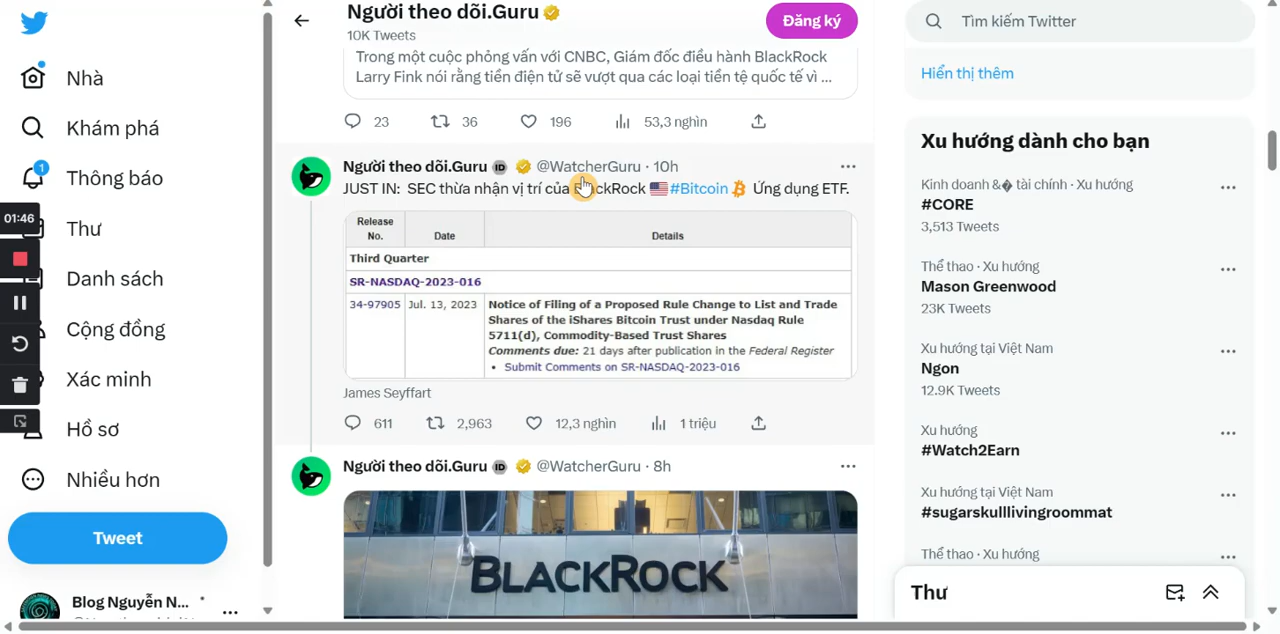 Nhà
Khám phá
1
Thông báo
01:46
Thư
Danh sách
Cộng đồng
Xác minh
Hồ sơ
Nhiều hơn
Tweet
Blog Nguyễn N...
Người theo dõi.Guru
10K Tweets
Đăng ký
Trong một cuộc phỏng vấn với CNBC, Giám đốc điều hành BlackRock
Larry Fink nói rằng tiền điện tử sẽ vượt qua các loại tiền tệ quốc tế vì ...
23 36 196 53,3 nghìn
Người theo dõi.Guru ID @WatcherGuru · 10h
JUST IN: SEC thừa nhận vị trí của BlackRock #Bitcoin Ứng dụng ETF.
Release
No. Date Details
Third Quarter
SR-NASDAQ-2023-016
34-97905 Jul. 13, 2023 Notice of Filing of a Proposed Rule Change to List and Trade
Shares of the iShares Bitcoin Trust under Nasdaq Rule
5711(d), Commodity-Based Trust Shares
Comments due: 21 days after publication in the Federal Register
• Submit Comments on SR-NASDAQ-2023-016
James Seyffart
611 2,963 12,3 nghìn 1 triệu
Người theo dõi.Guru ID @WatcherGuru · 8h
BLACKROCK
Tìm kiếm Twitter
Hiển thị thêm
Xu hướng dành cho bạn
Kinh doanh &� tài chính · Xu hướng
#CORE
3,513 Tweets
Thể thao · Xu hướng
Mason Greenwood
23K Tweets
Xu hướng tại Việt Nam
Ngon
12.9K Tweets
Xu hướng
#Watch2Earn
Xu hướng tại Việt Nam
#sugarskulllivingroommat
Thể thao · Xu hướng
Thư